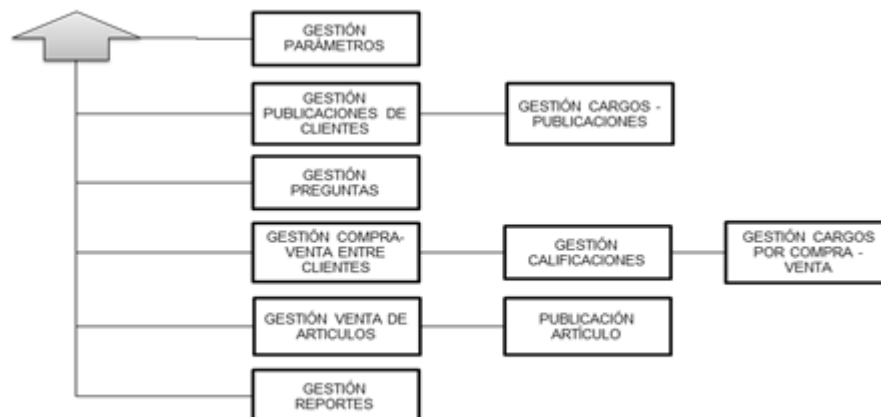 GESTIÓN
PARÁMETROS
GESTIÓN
PUBLICACIONES DE
CLIENTES
GESTIÓN CARGOS -
PUBLICACIONES
GESTIÓN
PREGUNTAS
GESTIÓN COMPRA-
VENTA ENTRE
CLIENTES
GESTIÓN
CALIFICACIONES
GESTIÓN CARGOS
POR COMPRA -
VENTA
GESTIÓN VENTA DE
ARTICULOS
PUBLICACIÓN
ARTÍCULO
GESTIÓN
REPORTES